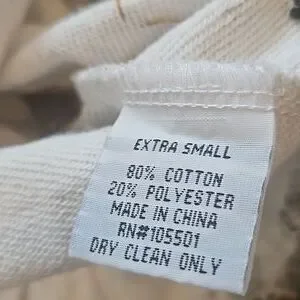 EXTRA SMALL
80% COTTON
20% POLYESTER
MADE IN CHINA
RN#105501
DRY CLEAN ONLY